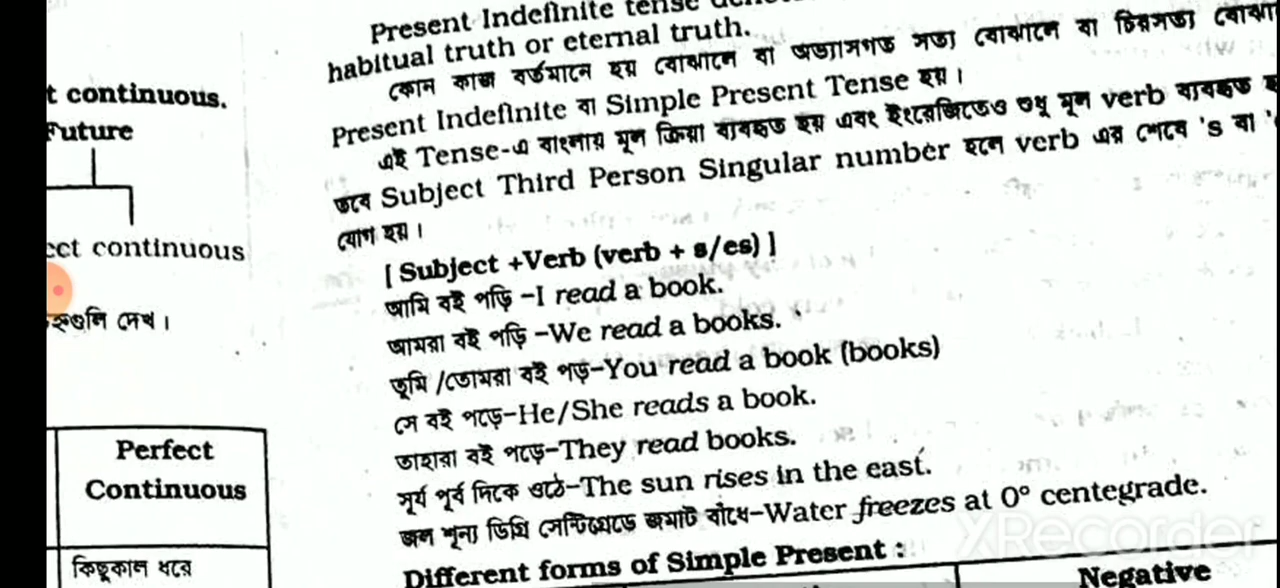 t continuous.
Future
ect continuous
গুলি দেখ।
Perfect
Continuous
কিছুকাল ধরে
Present Indefinite tense
habitual truth or eternal truth.
কোন কাজ বর্তমানে হয় বোঝালে বা অভ্যাসগত সত্য বোঝালে বা চিরসত্য বোঝা
Present Indefinite বা Simple Present Tense হয়।
এই Tense-এ বাংলায় মূল ক্রিয়া ব্যবহৃত হয় এবং ইংরেজিতেও শুধু মূল verb ব্যবহৃত হ
তবে Subject Third Person Singular number হলে verb এর শেষে 's বা '
যোগ হয়।
[ Subject +Verb (verb + s/es) ]
আমি বই পড়ি –I read a book.
আমরা বই পড়ি –We read a books.
তুমি /তোমরা বই পড়–You read a book (books)
সে বই পড়ে–He/She reads a book.
তাহারা বই পড়ে–They read books.
সূর্য পূর্ব দিকে ওঠে–The sun rises in the east.
জল শূন্য ডিগ্রি সেন্টিগ্রেডে জমাট বাঁধে–Water freezes at 0° centegrade.
Different forms of Simple Present :
Negative
XRecorder